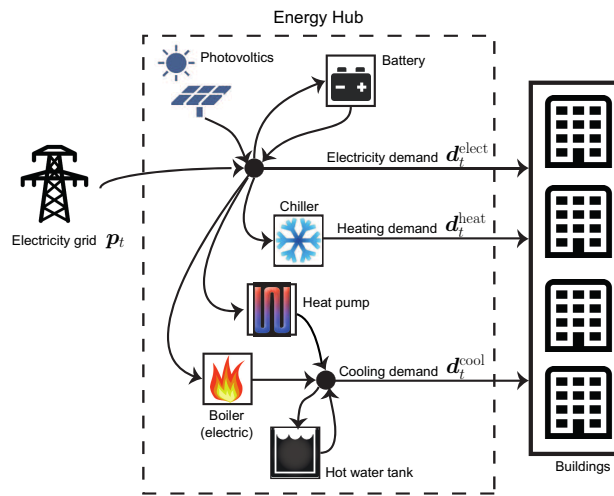 Energy Hub
Photovoltics
Battery
Electricity demand d_t^elect
Electricity grid p_t
Chiller
Heating demand d_t^heat
Heat pump
Cooling demand d_t^cool
Boiler
(electric)
Hot water tank
Buildings